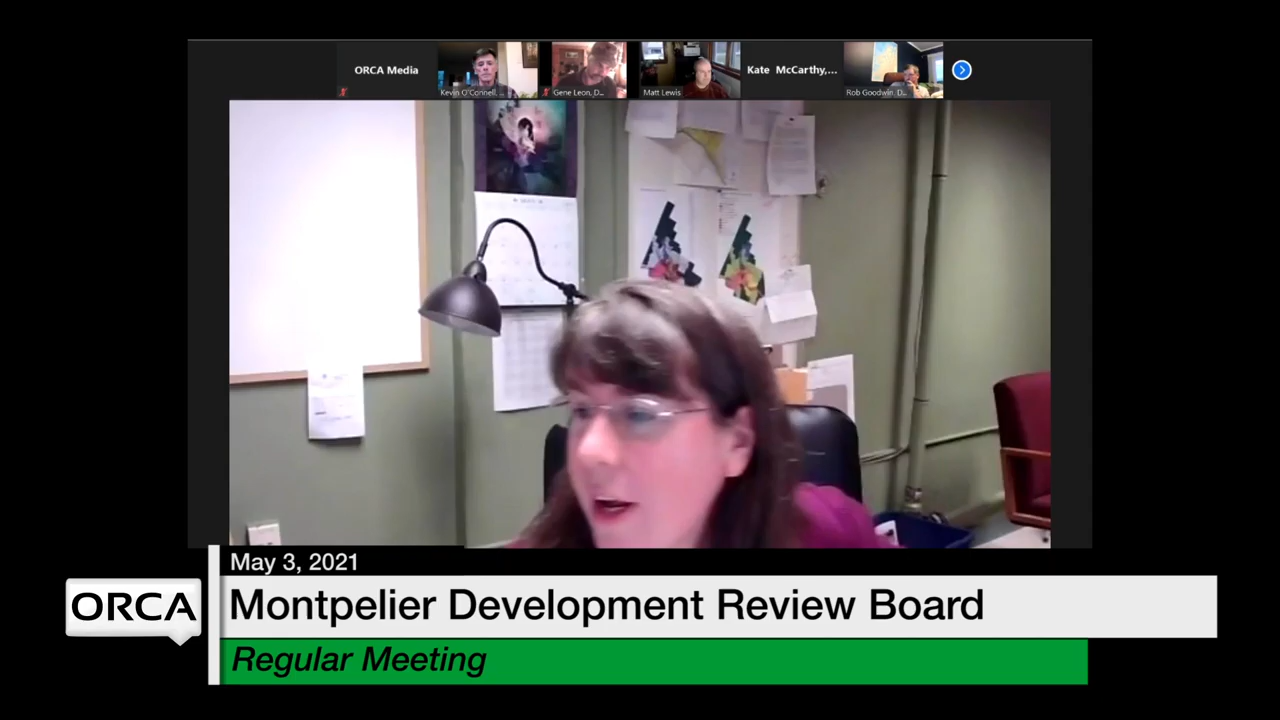 ORCA Media
Kevin O'Connell, ...
Gene Leon, D...
Matt Lewis
Kate McCarthy,...
Rob Goodwin, D...
May 3, 2021
ORCA
Montpelier Development Review Board
Regular Meeting